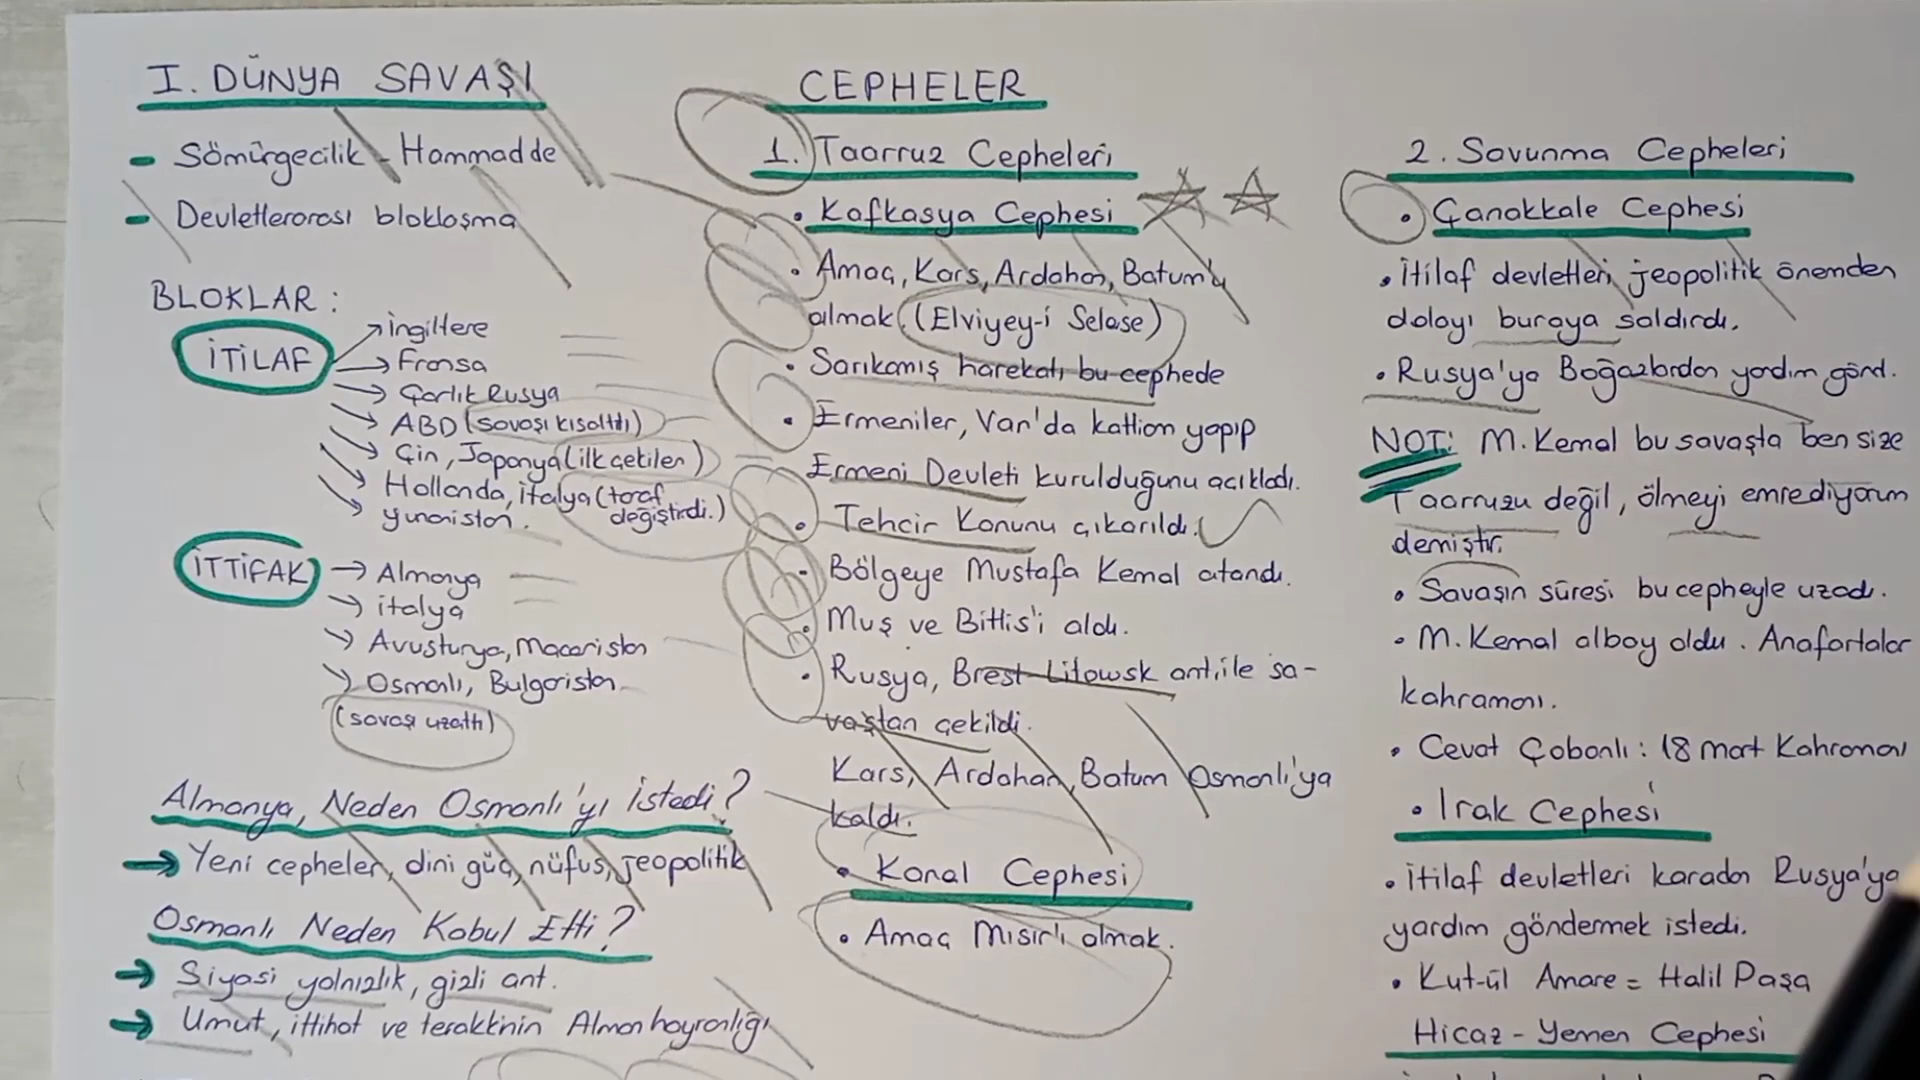 I. DÜNYA SAVAŞI
- Sömürgecilik - Hammadde
- Devletlerarası bloklaşma
BLOKLAR :
İTİLAF → İngiltere
→ Fransa
→ Çarlık Rusya
→ ABD (savaşı kısalttı)
→ Çin, Japonya (ilk çekilen)
→ Hollanda, İtalya (taraf değiştirdi.)
→ Yunanistan.
İTTİFAK → Almanya
→ italya
→ Avusturya, Macaristan
→ Osmanlı, Bulgaristan
(savaşı uzattı)
Almanya, Neden Osmanlı'yı İstedi?
→ Yeni cepheler, dini güç, nüfus, jeopolitik
Osmanlı Neden Kabul Etti?
→ Siyasi yalnızlık, gizli ant.
→ Umut, ittihat ve terakki'nin Alman hayranlığı
CEPHELER
1. Taarruz Cepheleri
• Kafkasya Cephesi
• Amaç, Kars, Ardahan, Batum'u
almak (Elviyey-i Selase)
• Sarıkamış harekatı bu cephede
• Ermeniler, Van'da katliam yapıp
Ermeni Devleti kurulduğunu açıkladı.
• Tehcir Kanunu çıkarıldı.
• Bölgeye Mustafa Kemal atandı.
• Muş ve Bitlis'i aldı.
• Rusya, Brest Litowsk ant. ile sa-
vaştan çekildi.
Kars, Ardahan, Batum Osmanlı'ya
kaldı.
• Kanal Cephesi
• Amaç Mısır'ı almak.
2. Savunma Cepheleri
• Çanakkale Cephesi
• İtilaf devletleri jeopolitik önemden
dolayı buraya saldırdı.
• Rusya'ya Boğazlardan yardım gönd.
NOT: M. Kemal bu savaşta ben size
Taarruzu değil, ölmeyi emrediyorum
demiştir.
• Savaşın süresi bu cepheyle uzadı.
• M. Kemal albay oldu. Anafartalar
kahramanı.
• Cevat Çobanlı : 18 mart Kahramanı
• Irak Cephesi
• İtilaf devletleri karadan Rusya'ya
yardım göndermek istedi.
• Kut-ül Amare = Halil Paşa
Hicaz - Yemen Cephesi